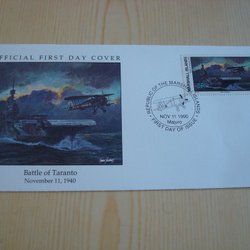 OFFICIAL FIRST DAY COVER
Battle of Taranto
November 11, 1940
REPUBLIC OF THE MARSHALL ISLANDS
NOV 11 1990
Majuro
FIRST DAY OF ISSUE